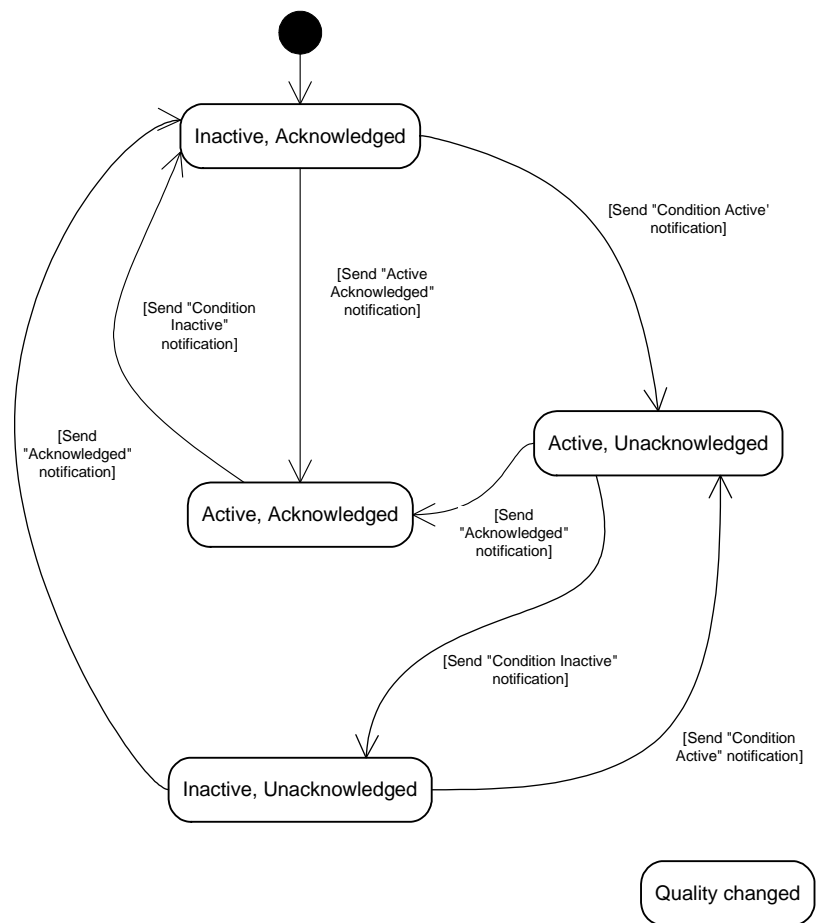 Inactive, Acknowledged
[Send "Condition Active'
notification]
[Send "Active
Acknowledged"
notification]
[Send "Condition
Inactive"
notification]
[Send
"Acknowledged"
notification]
Active, Unacknowledged
Active, Acknowledged
[Send
"Acknowledged"
notification]
[Send "Condition Inactive"
notification]
[Send "Condition
Active" notification]
Inactive, Unacknowledged
Quality changed